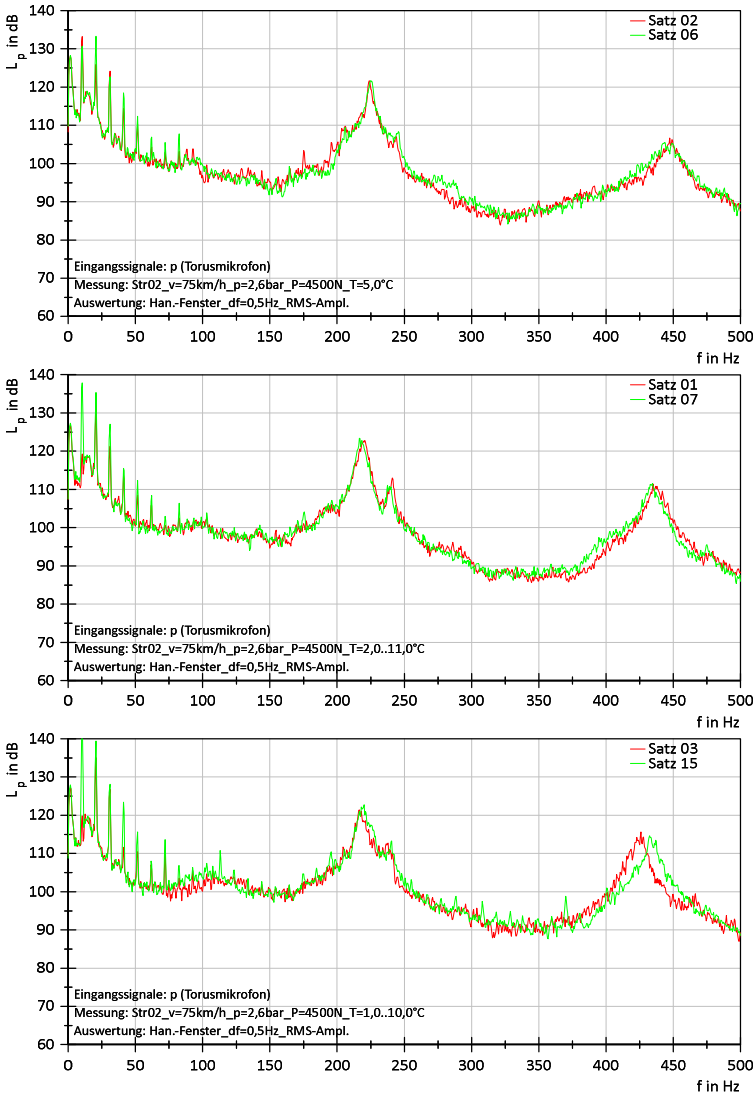 140
130
120
110
100
90
80
70
60
L p in dB
Satz 02
Satz 06
Eingangssignale: p (Torusmikrofon)
Messung: Str02_v=75km/h_p=2,6bar_P=4500N_T=5,0°C
Auswertung: Han.-Fenster_df=0,5Hz_RMS-Ampl.
0 50 100 150 200 250 300 350 400 450 500
f in Hz
140
130
120
110
100
90
80
70
60
L p in dB
Satz 01
Satz 07
Eingangssignale: p (Torusmikrofon)
Messung: Str02_v=75km/h_p=2,6bar_P=4500N_T=2,0..11,0°C
Auswertung: Han.-Fenster_df=0,5Hz_RMS-Ampl.
0 50 100 150 200 250 300 350 400 450 500
f in Hz
140
130
120
110
100
90
80
70
60
L p in dB
Satz 03
Satz 15
Eingangssignale: p (Torusmikrofon)
Messung: Str02_v=75km/h_p=2,6bar_P=4500N_T=1,0..10,0°C
Auswertung: Han.-Fenster_df=0,5Hz_RMS-Ampl.
0 50 100 150 200 250 300 350 400 450 500
f in Hz